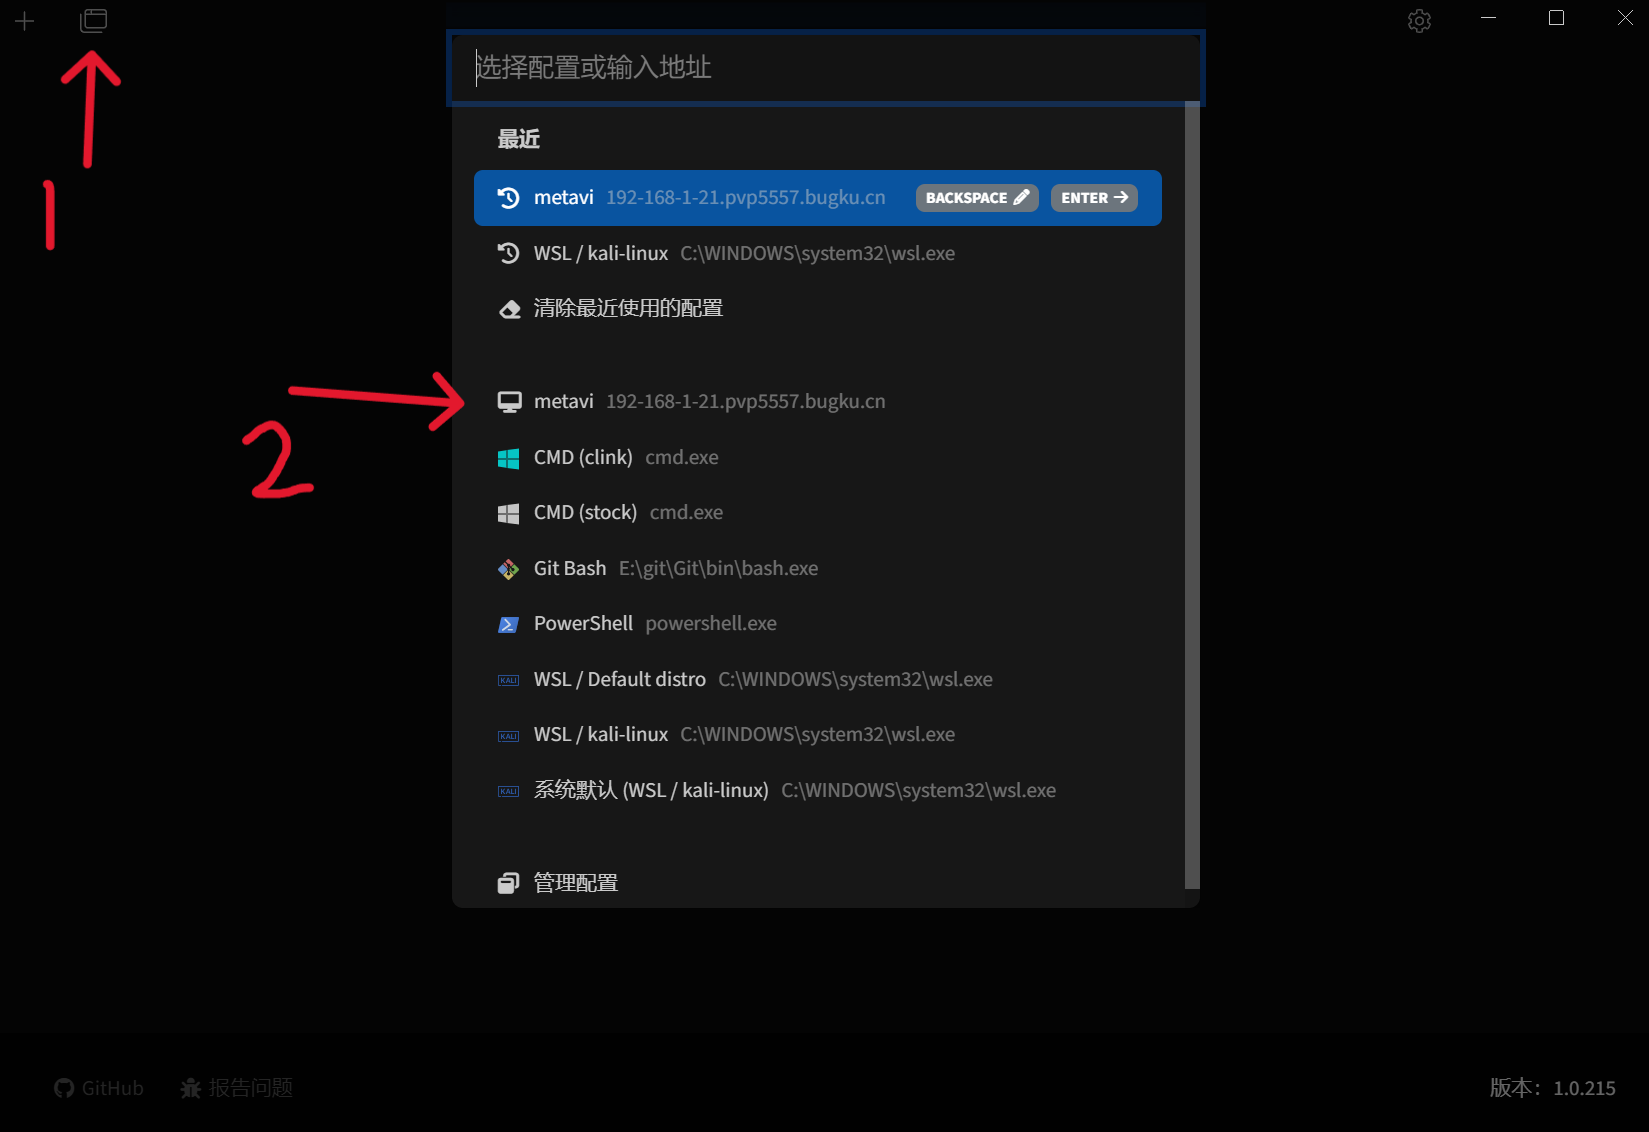 选择配置或输入地址
最近
metavi 192-168-1-21.pvp5557.bugku.cn BACKSPACE ENTER
1
WSL / kali-linux C:\WINDOWS\system32\wsl.exe
清除最近使用的配置
metavi 192-168-1-21.pvp5557.bugku.cn
2
CMD (clink) cmd.exe
CMD (stock) cmd.exe
Git Bash E:\git\Git\bin\bash.exe
PowerShell powershell.exe
KALI WSL / Default distro C:\WINDOWS\system32\wsl.exe
KALI WSL / kali-linux C:\WINDOWS\system32\wsl.exe
KALI 系统默认 (WSL / kali-linux) C:\WINDOWS\system32\wsl.exe
管理配置
GitHub 报告问题 版本：1.0.215